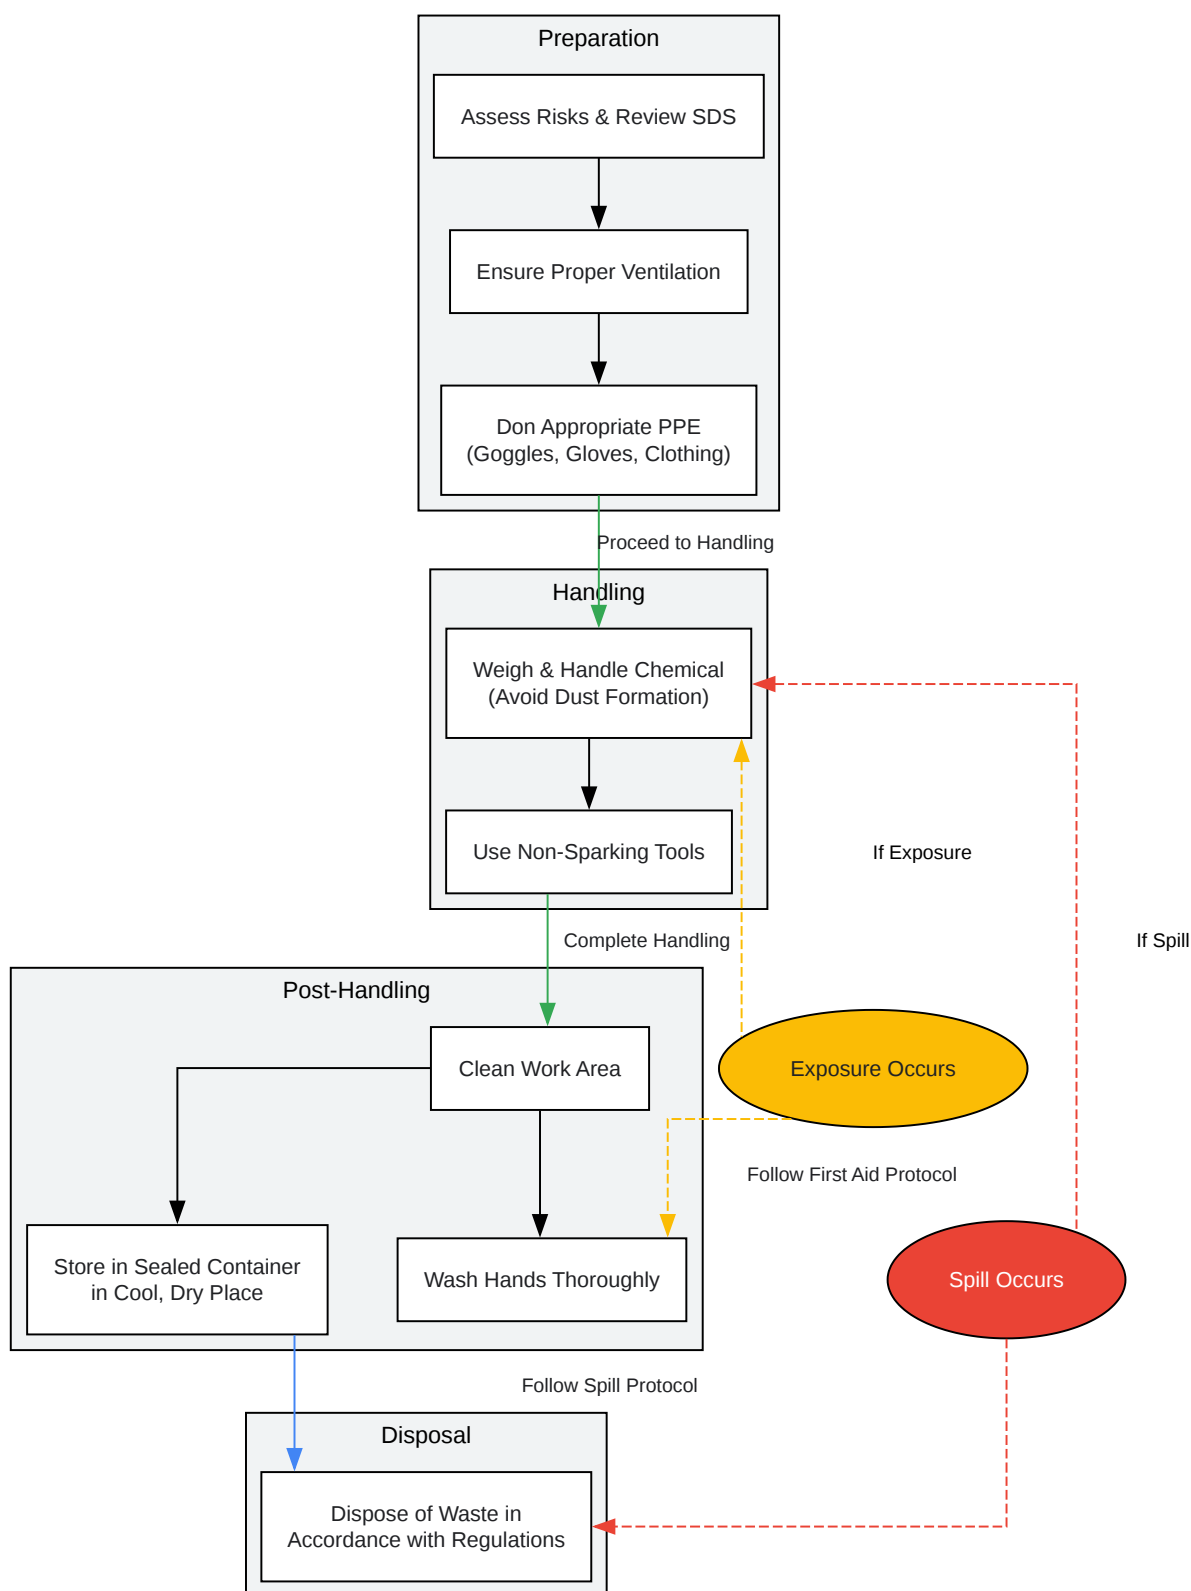 Preparation
Assess Risks & Review SDS
Ensure Proper Ventilation
Don Appropriate PPE
(Goggles, Gloves, Clothing)
Proceed to Handling
Handling
Weigh & Handle Chemical
(Avoid Dust Formation)
Use Non-Sparking Tools
If Exposure
Complete Handling
If Spill
Post-Handling
Clean Work Area
Exposure Occurs
Follow First Aid Protocol
Store in Sealed Container
in Cool, Dry Place
Wash Hands Thoroughly
Spill Occurs
Follow Spill Protocol
Disposal
Dispose of Waste in
Accordance with Regulations